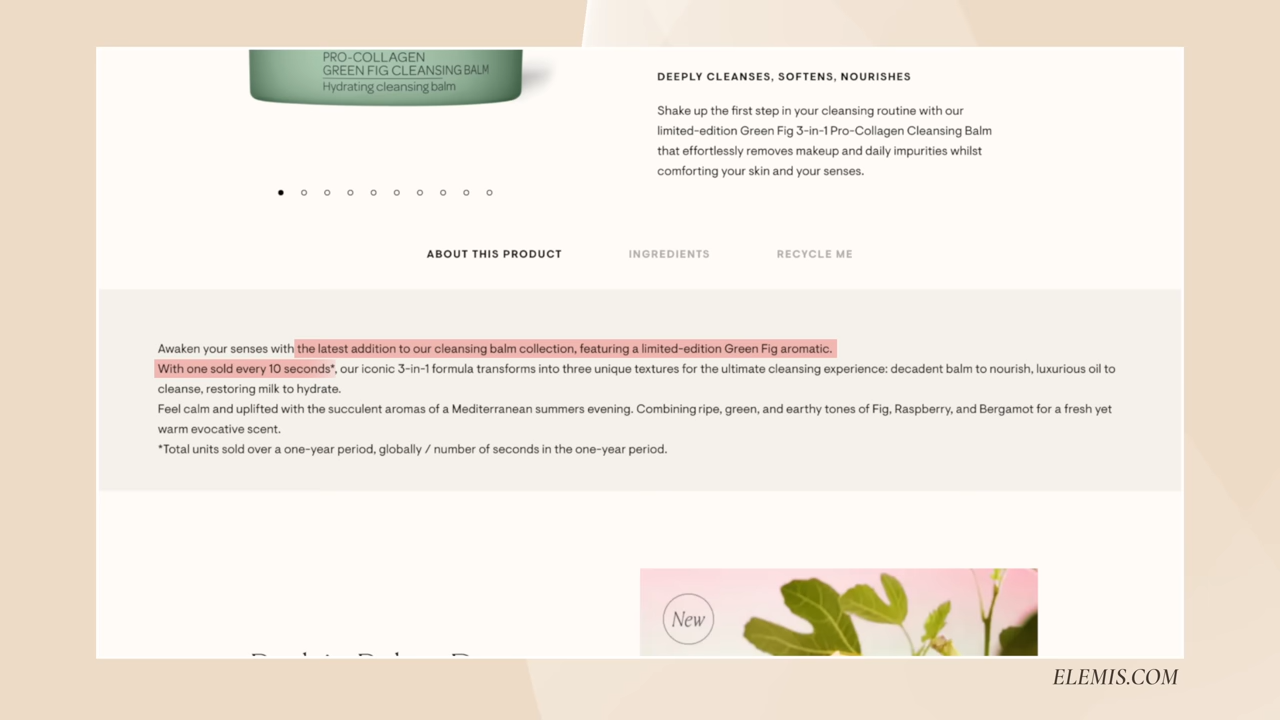 PRO-COLLAGEN
GREEN FIG CLEANSING BALM
Hydrating cleansing balm
DEEPLY CLEANSES, SOFTENS, NOURISHES
Shake up the first step in your cleansing routine with our
limited-edition Green Fig 3-in-1 Pro-Collagen Cleansing Balm
that effortlessly removes makeup and daily impurities whilst
comforting your skin and your senses.
ABOUT THIS PRODUCT
INGREDIENTS
RECYCLE ME
Awaken your senses with the latest addition to our cleansing balm collection, featuring a limited-edition Green Fig aromatic.
With one sold every 10 seconds*, our iconic 3-in-1 formula transforms into three unique textures for the ultimate cleansing experience: decadent balm to nourish, luxurious oil to
cleanse, restoring milk to hydrate.
Feel calm and uplifted with the succulent aromas of a Mediterranean summers evening. Combining ripe, green, and earthy tones of Fig, Raspberry, and Bergamot for a fresh yet
warm evocative scent.
*Total units sold over a one-year period, globally / number of seconds in the one-year period.
New
ELEMIS.COM